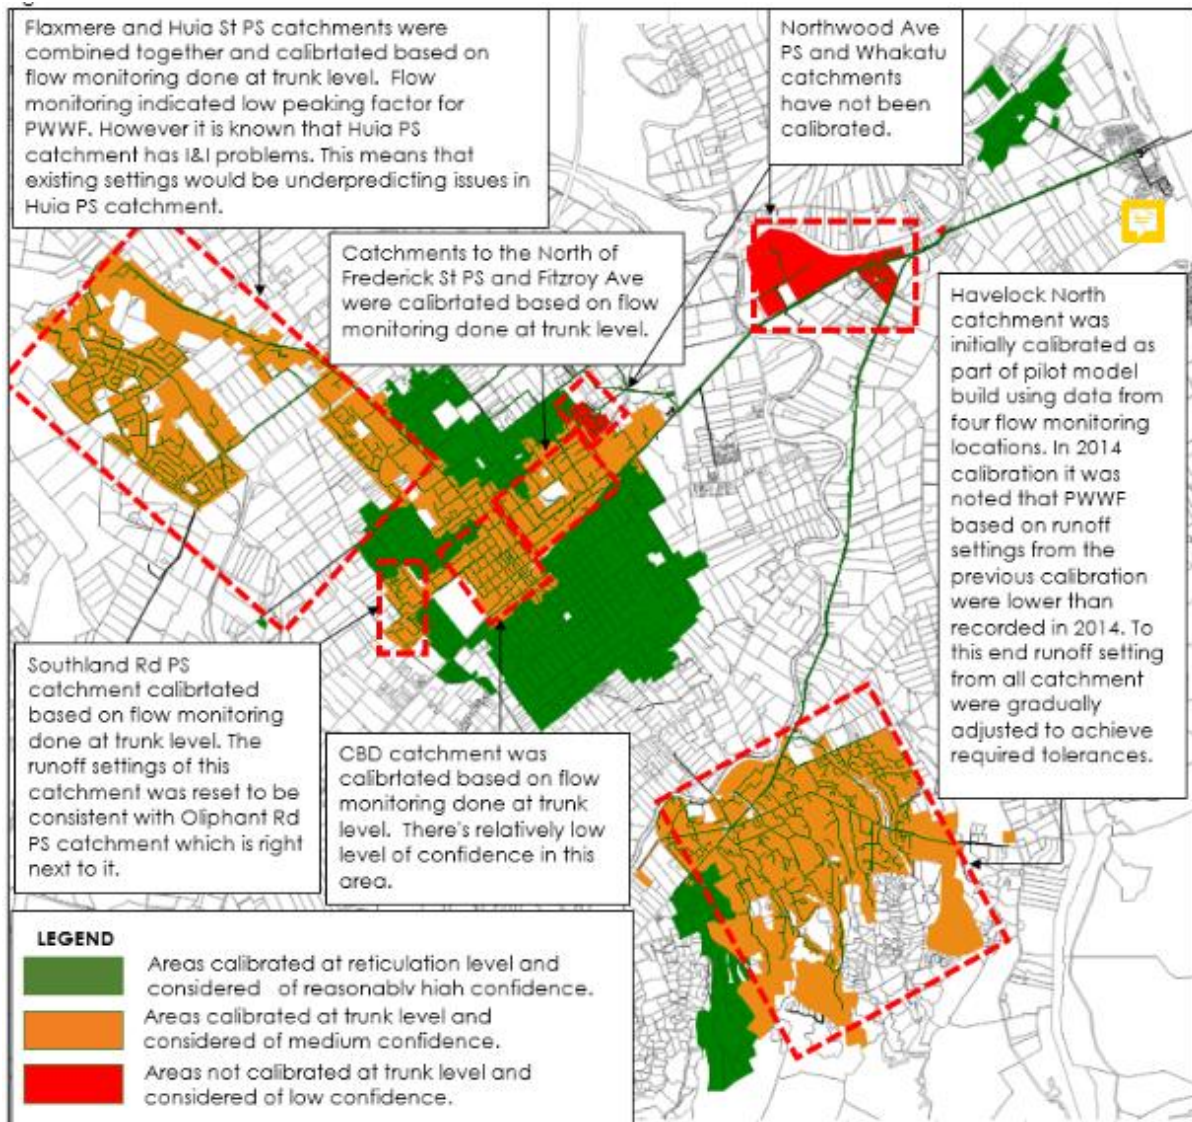 Flaxmere and Huia St PS catchments were
combined together and calibrtated based on
flow monitoring done at trunk level. Flow
monitoring indicated low peaking factor for
PWWF. However it is known that Huia PS
catchment has I&I problems. This means that
existing settings would be underpredicting issues in
Huia PS catchment.
Northwood Ave
PS and Whakatu
catchments
have not been
calibrated.
Catchments to the North of
Frederick St PS and Fitzroy Ave
were calibrtated based on flow
monitoring done at trunk level.
Havelock North
catchment was
initially calibrated as
part of pilot model
build using data from
four flow monitoring
locations. In 2014
calibration it was
noted that PWWF
based on runoff
settings from the
previous calibration
were lower than
recorded in 2014. To
this end runoff setting
from all catchment
were gradually
adjusted to achieve
required tolerances.
Southland Rd PS
catchment calibrtated
based on flow monitoring
done at trunk level. The
runoff settings of this
catchment was reset to be
consistent with Oliphant Rd
PS catchment which is right
next to it.
CBD catchment was
calibrtated based on flow
monitoring done at trunk
level. There's relatively low
level of confidence in this
area.
LEGEND
Areas calibrated at reticulation level and
considered of reasonably high confidence.
Areas calibrated at trunk level and
considered of medium confidence.
Areas not calibrated at trunk level and
considered of low confidence.